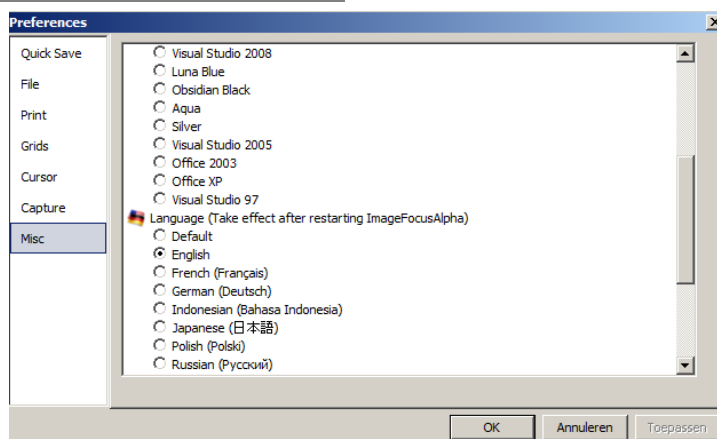 Preferences
Quick Save
File
Print
Grids
Cursor
Capture
Misc
Visual Studio 2008
Luna Blue
Obsidian Black
Aqua
Silver
Visual Studio 2005
Office 2003
Office XP
Visual Studio 97
Language (Take effect after restarting ImageFocusAlpha)
Default
English
French (Français)
German (Deutsch)
Indonesian (Bahasa Indonesia)
Japanese (日本語)
Polish (Polski)
Russian (Русский)
OK
Annuleren
Toepassen